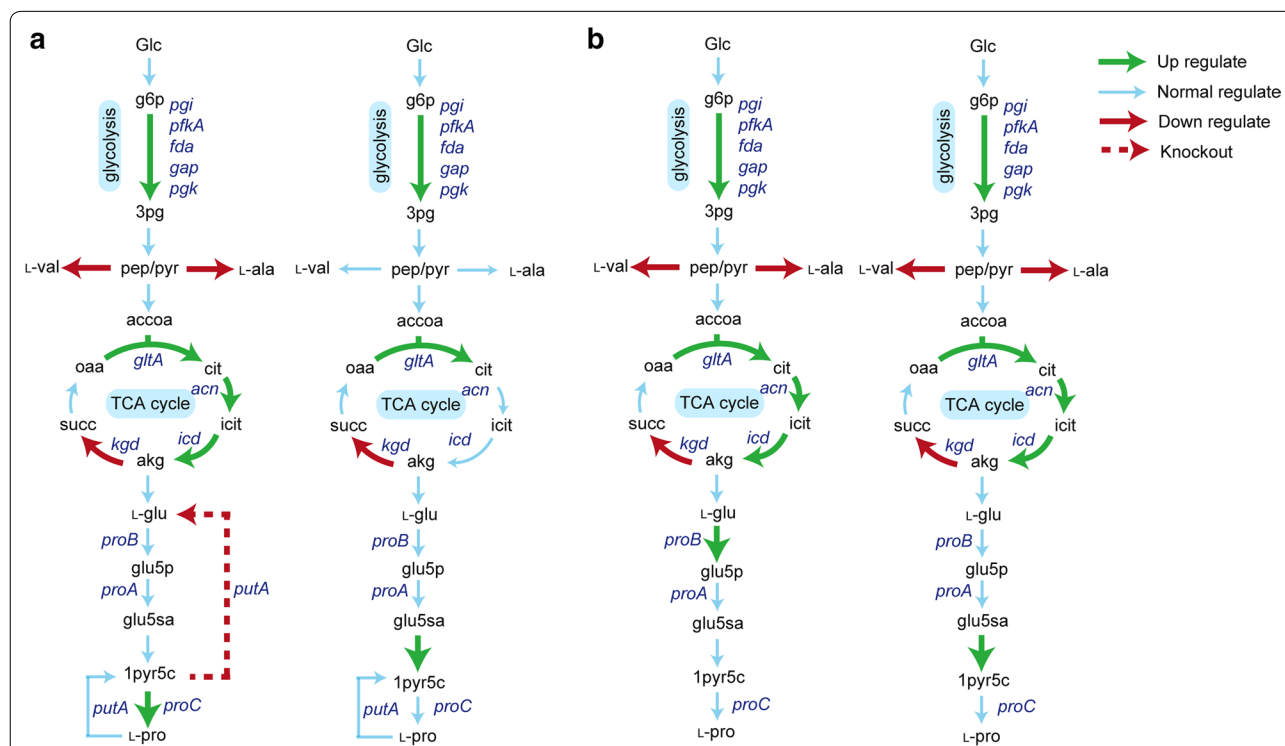 a
Glc
glycolysis
g6p
pgi
pfkA
fda
gap
pgk
3pg
L-val
pep/pyr
L-ala
accoa
oaa
gltA
cit
acn
TCA cycle
succ
icit
kgd
icd
akg
L-glu
proB
glu5p
proA
putA
glu5sa
1pyr5c
putA
proC
L-pro
Glc
glycolysis
g6p
pgi
pfkA
fda
gap
pgk
3pg
L-val
pep/pyr
L-ala
accoa
oaa
gltA
cit
acn
TCA cycle
succ
icit
kgd
icd
akg
L-glu
proB
glu5p
proA
glu5sa
1pyr5c
putA
proC
L-pro
b
Glc
glycolysis
g6p
pgi
pfkA
fda
gap
pgk
3pg
L-val
pep/pyr
L-ala
accoa
oaa
gltA
cit
acn
TCA cycle
succ
icit
kgd
icd
akg
L-glu
proB
glu5p
proA
glu5sa
1pyr5c
proC
L-pro
Glc
glycolysis
g6p
pgi
pfkA
fda
gap
pgk
3pg
L-val
pep/pyr
L-ala
accoa
oaa
gltA
cit
acn
TCA cycle
succ
icit
kgd
icd
akg
L-glu
proB
glu5p
proA
glu5sa
1pyr5c
proC
L-pro
Up regulate
Normal regulate
Down regulate
Knockout